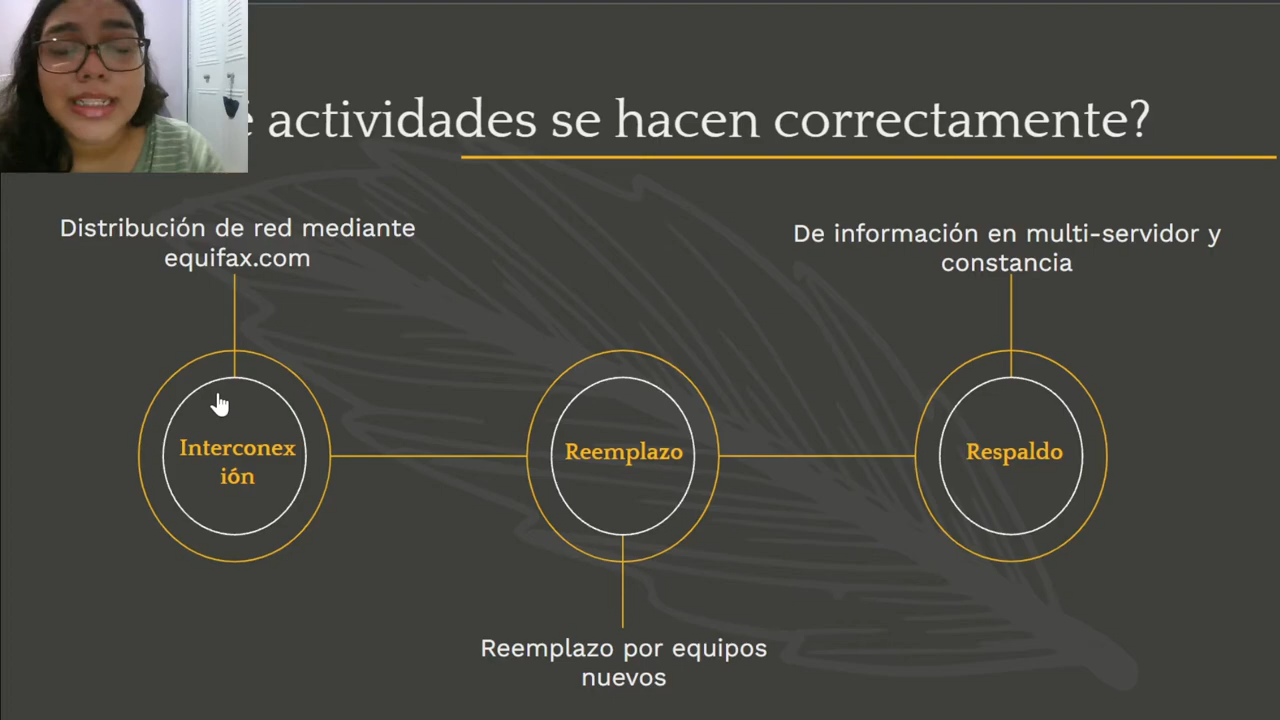 actividades se hacen correctamente?
Distribución de red mediante
equifax.com
De información en multi-servidor y
constancia
Interconex
ión
Reemplazo
Respaldo
Reemplazo por equipos
nuevos